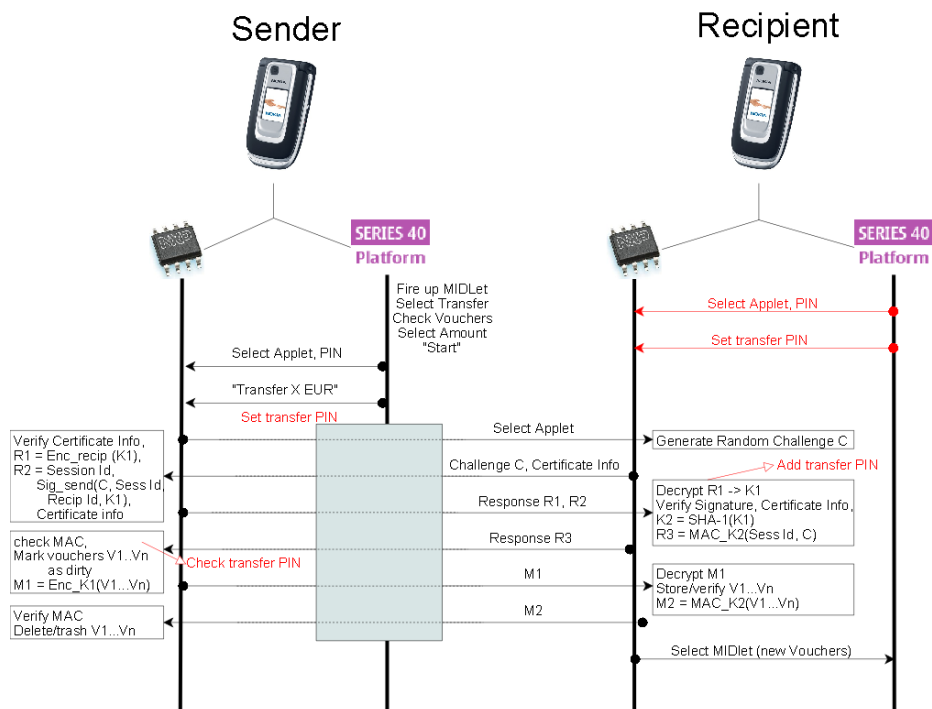 Sender
Recipient
NOKIA
NOKIA
NXP
SERIES 40
Platform
NXP
SERIES 40
Platform
Fire up MIDLet
Select Transfer
Check Vouchers
Select Amount
"Start"
Select Applet, PIN
Set transfer PIN
Select Applet, PIN
"Transfer X EUR"
Set transfer PIN
Select Applet
Generate Random Challenge C
Verify Certificate Info,
R1 = Enc_recip (K1),
R2 = Session Id,
Sig_send(C, Sess Id,
Recip Id, K1),
Certificate info
Challenge C, Certificate Info
Add transfer PIN
Response R1, R2
Decrypt R1 -> K1
Verify Signature, Certificate Info,
K2 = SHA-1(K1)
R3 = MAC_K2(Sess Id, C)
check MAC,
Mark vouchers V1..Vn
as dirty
M1 = Enc_K1(V1...Vn)
Response R3
Check transfer PIN
M1
Decrypt M1
Store/verify V1...Vn
M2 = MAC_K2(V1...Vn)
Verify MAC
Delete/trash V1...Vn
M2
Select MIDlet (new Vouchers)